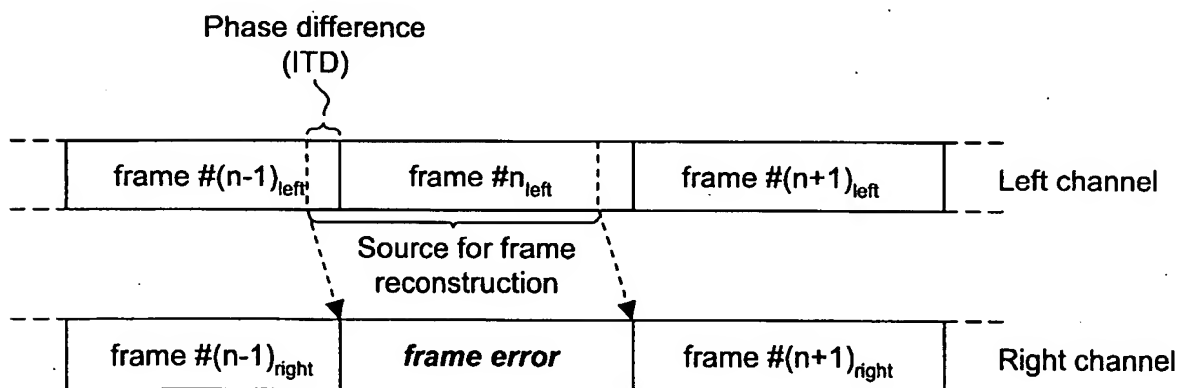 Phase difference
(ITD)
frame #(n-1)left frame #nleft frame #(n+1)left Left channel
Source for frame
reconstruction
frame #(n-1)right frame error frame #(n+1)right Right channel